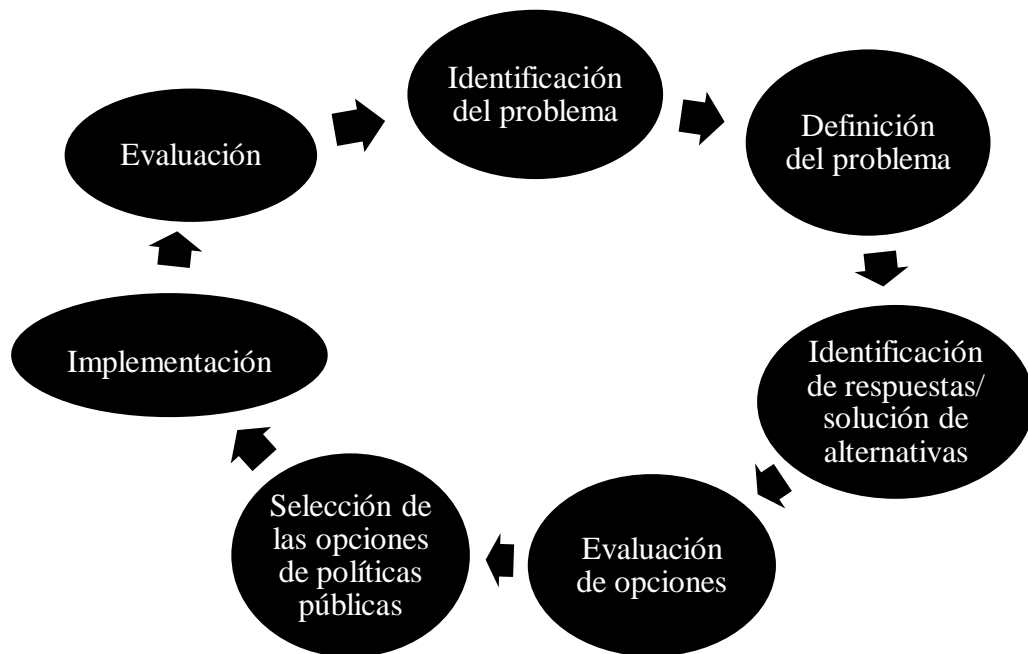 Identificación
del problema
Definición
del problema
Identificación
de respuestas/
solución de
alternativas
Evaluación
de opciones
Selección de
las opciones
de políticas
públicas
Implementación
Evaluación